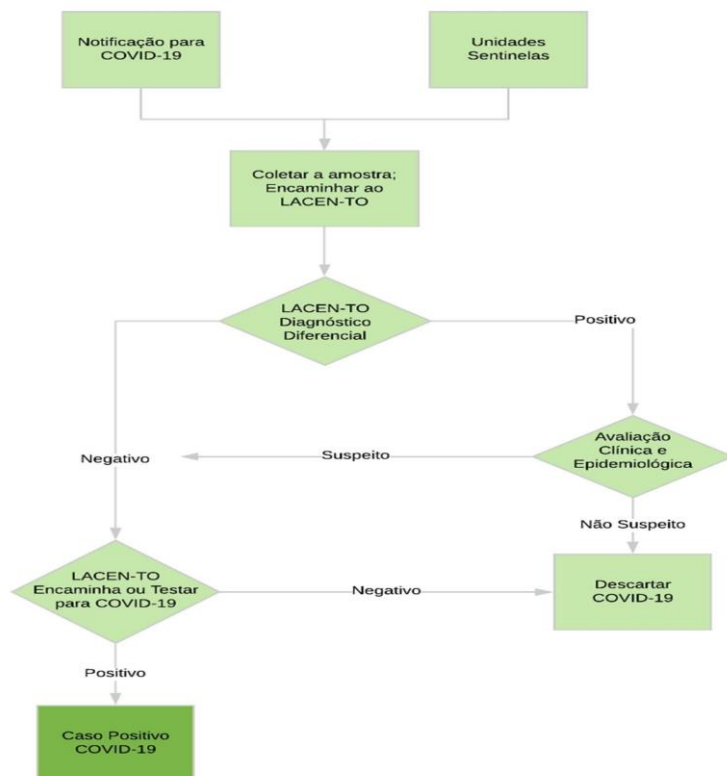 Notificação para
COVID-19
Unidades
Sentinelas
Coletar a amostra;
Encaminhar ao
LACEN-TO
LACEN-TO
Diagnóstico
Diferencial
Positivo
Avaliação
Clínica e
Epidemiológica
Suspeito
Negativo
Não Suspeito
LACEN-TO
Encaminha ou Testar
para COVID-19
Negativo
Descartar
COVID-19
Positivo
Caso Positivo
COVID-19